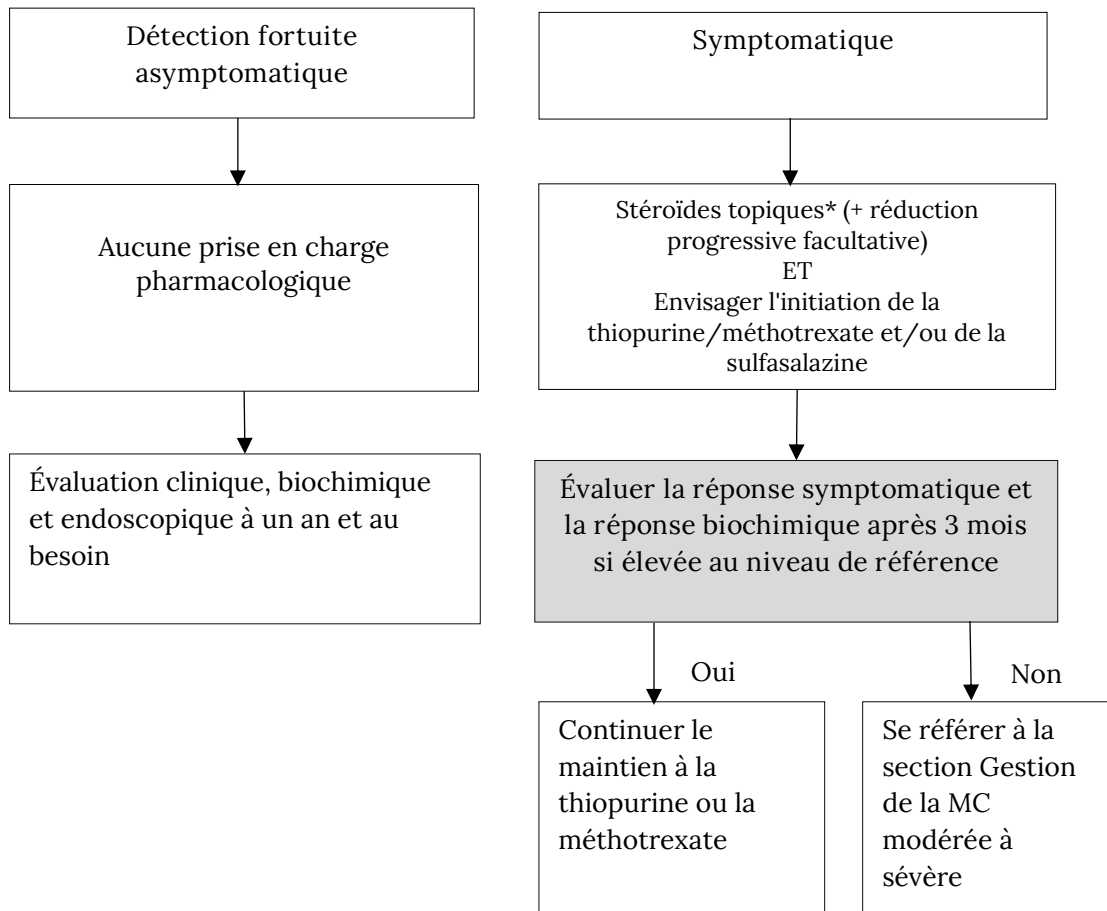 Détection fortuite
asymptomatique
Aucune prise en charge
pharmacologique
Évaluation clinique, biochimique
et endoscopique à un an et au
besoin
Symptomatique
Stéroïdes topiques* (+ réduction
progressive facultative)
ET
Envisager l'initiation de la
thiopurine/méthotrexate et/ou de la
sulfasalazine
Évaluer la réponse symptomatique et
la réponse biochimique après 3 mois
si élevée au niveau de référence
Oui
Non
Continuer le
maintien à la
thiopurine ou la
méthotrexate
Se référer à la
section Gestion
de la MC
modérée à
sévère